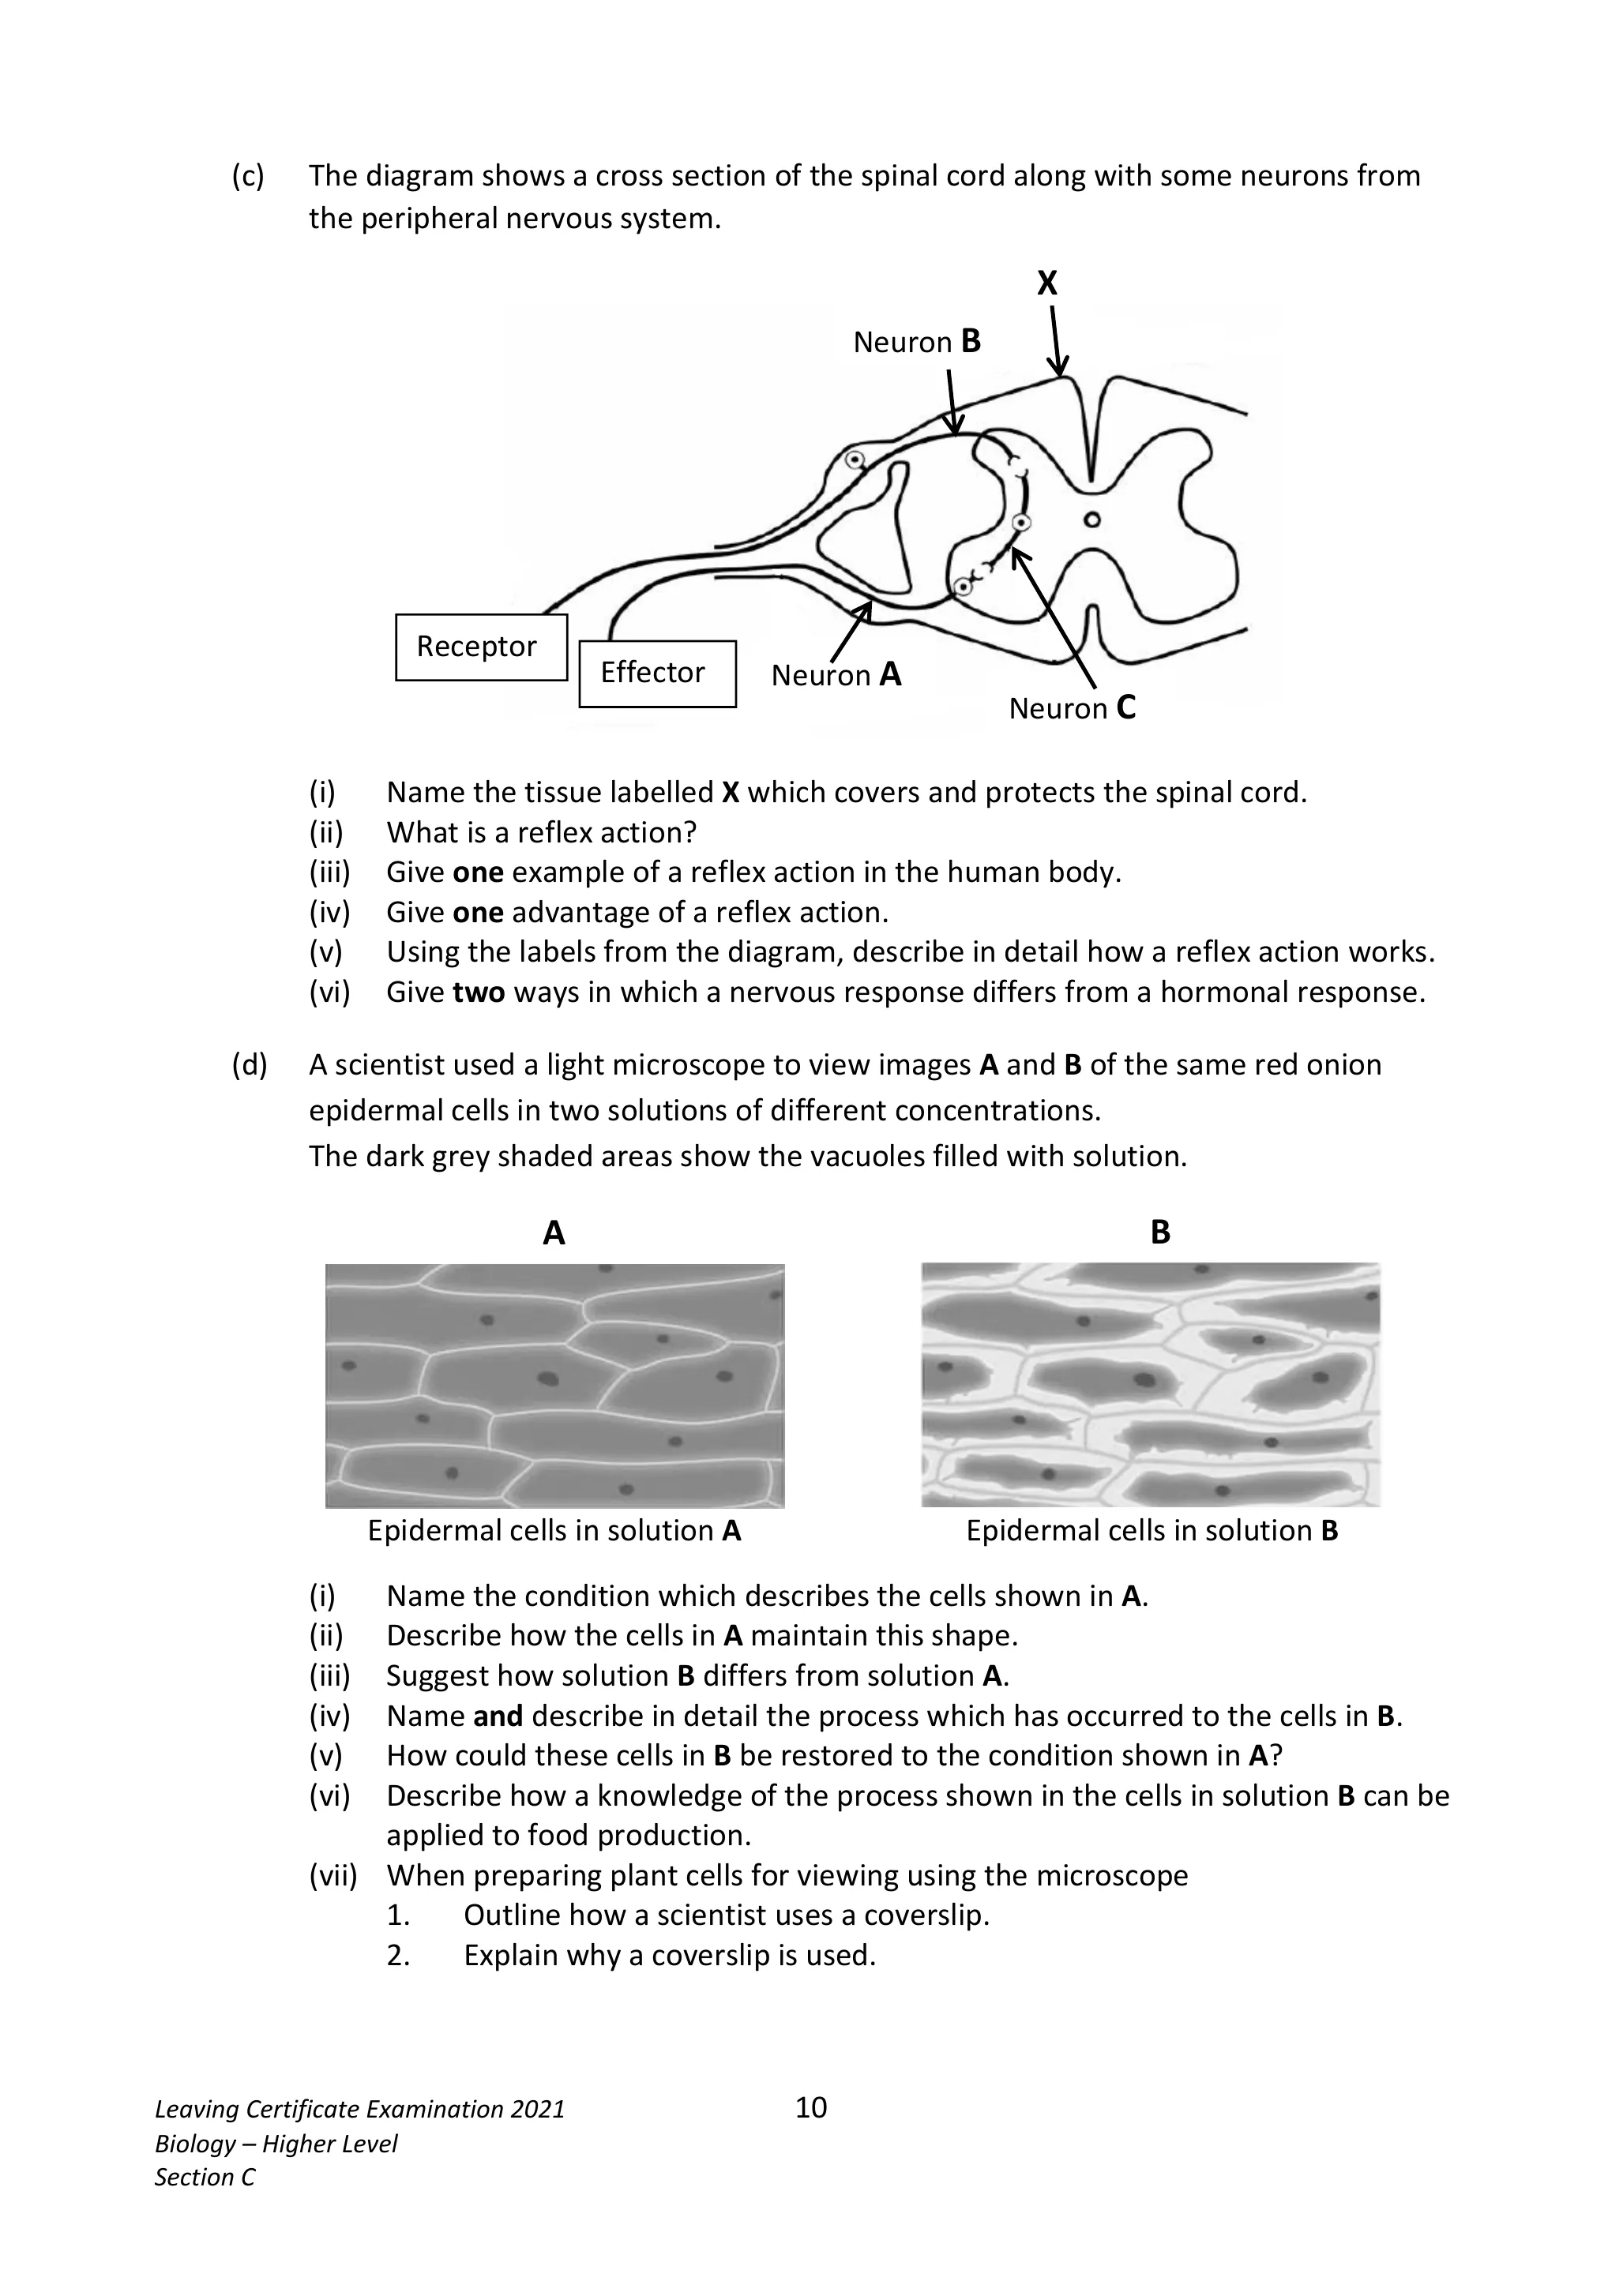 (c) The diagram shows a cross section of the spinal cord along with some neurons from
the peripheral nervous system.
X
Neuron B
Receptor
Effector
Neuron A
Neuron C
(i) Name the tissue labelled X which covers and protects the spinal cord.
(ii) What is a reflex action?
(iii) Give one example of a reflex action in the human body.
(iv) Give one advantage of a reflex action.
(v) Using the labels from the diagram, describe in detail how a reflex action works.
(vi) Give two ways in which a nervous response differs from a hormonal response.
(d) A scientist used a light microscope to view images A and B of the same red onion
epidermal cells in two solutions of different concentrations.
The dark grey shaded areas show the vacuoles filled with solution.
A B
Epidermal cells in solution A Epidermal cells in solution B
(i) Name the condition which describes the cells shown in A.
(ii) Describe how the cells in A maintain this shape.
(iii) Suggest how solution B differs from solution A.
(iv) Name and describe in detail the process which has occurred to the cells in B.
(v) How could these cells in B be restored to the condition shown in A?
(vi) Describe how a knowledge of the process shown in the cells in solution B can be
applied to food production.
(vii) When preparing plant cells for viewing using the microscope
1. Outline how a scientist uses a coverslip.
2. Explain why a coverslip is used.
Leaving Certificate Examination 2021 10
Biology – Higher Level
Section C